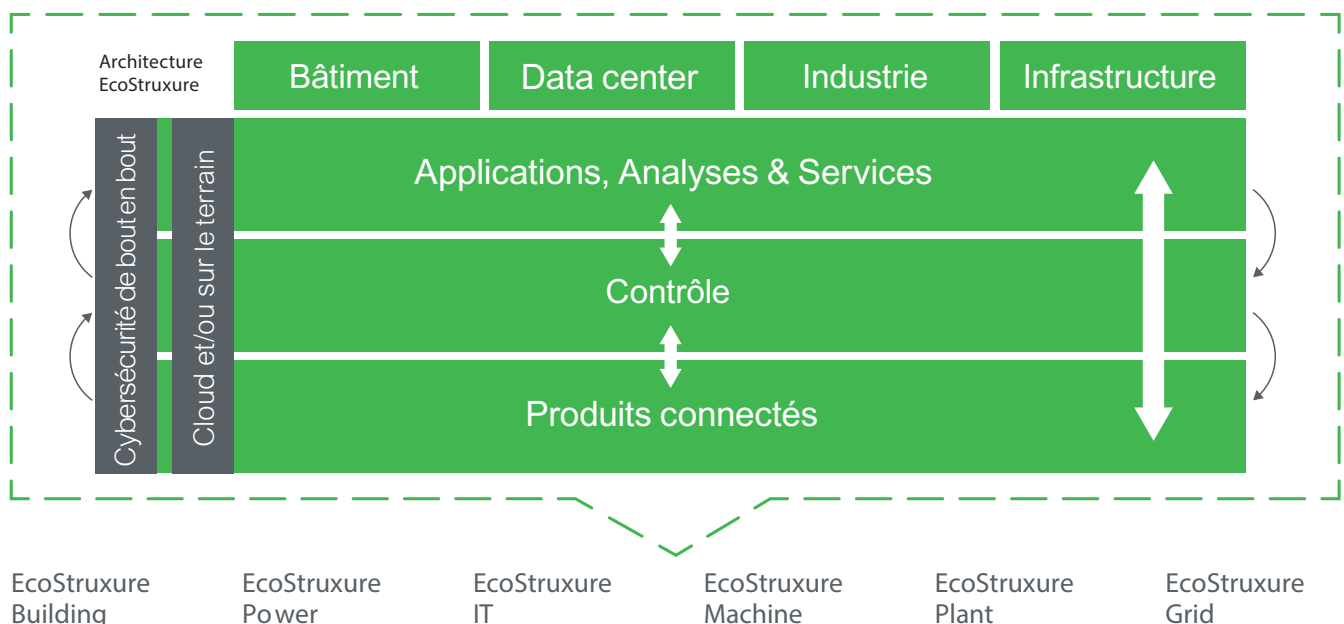 Architecture
EcoStruxure
Bâtiment
Data center
Industrie
Infrastructure
Cybersécurité de bout en bout
Cloud et/ou sur le terrain
Applications, Analyses & Services
Contrôle
Produits connectés
EcoStruxure
Building
EcoStruxure
Power
EcoStruxure
IT
EcoStruxure
Machine
EcoStruxure
Plant
EcoStruxure
Grid